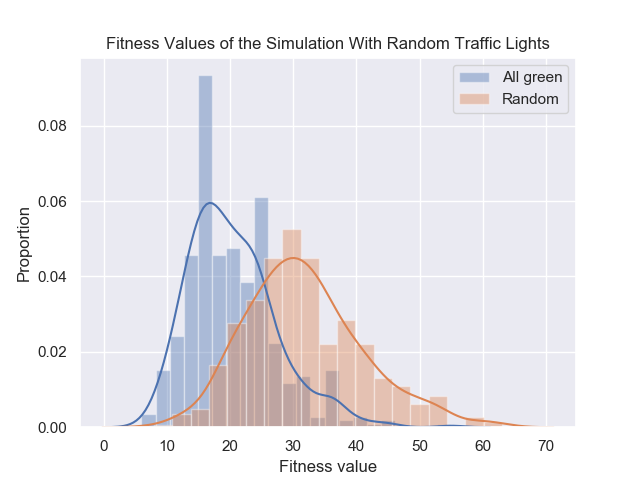 Fitness Values of the Simulation With Random Traffic Lights
All green
Random
Proportion
0.08
0.06
0.04
0.02
0.00
0 10 20 30 40 50 60 70
Fitness value